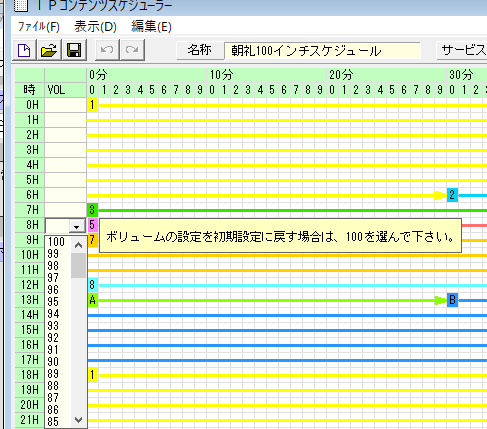 IPコンテンツスケジューラー
ﾌｧｲﾙ(F) 表示(D) 編集(E)
名称 朝礼100インチスケジュール サービス
0分 10分 20分 30分
時 VOL 0 1 2 3 4 5 6 7 8 9 0 1 2 3 4 5 6 7 8 9 0 1 2 3 4 5 6 7 8 9 0 1 2
0H 1
1H
2H
3H
4H
5H
6H 2
7H 3
8H 5
ボリュームの設定を初期設定に戻す場合は、100を選んで下さい。
9H 100 7
10H 99
11H 98
12H 97 8
96
13H 95 A B
14H 94
15H 93
92
16H 91
17H 90
18H 89 1
19H 88
87
20H 86
21H 85